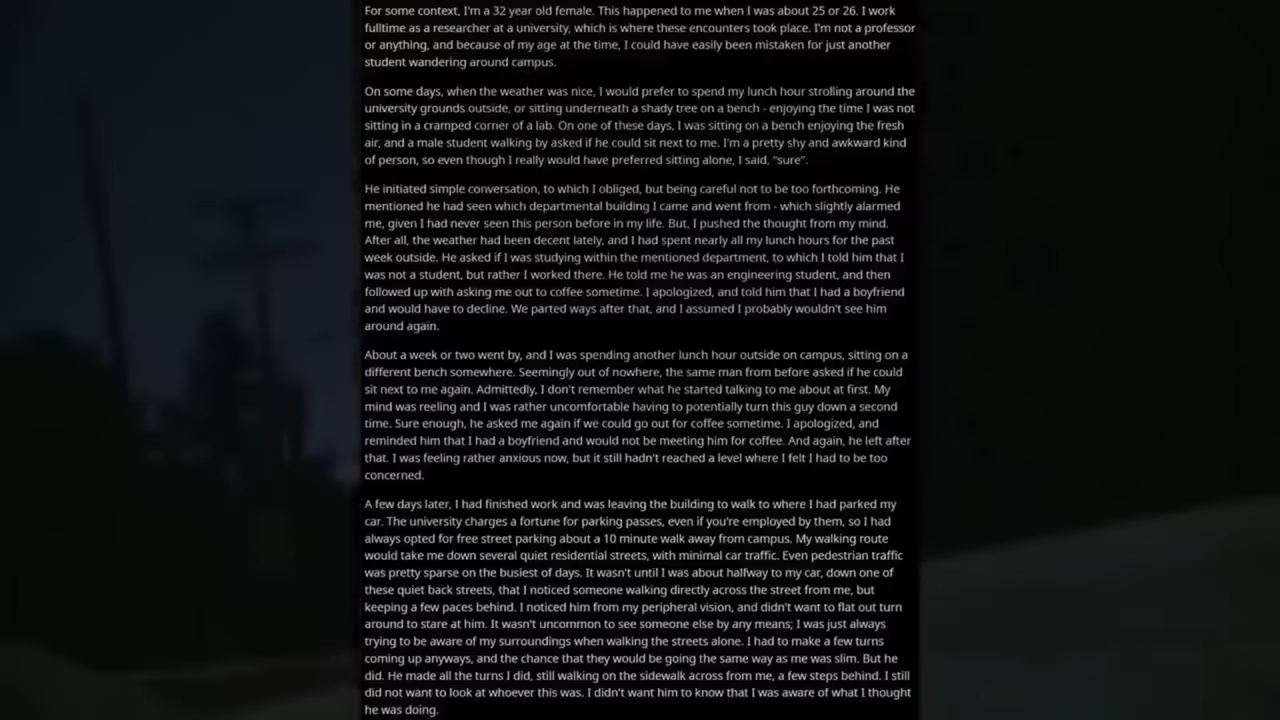 For some context, I'm a 32 year old female. This happened to me when I was about 25 or 26. I work
fulltime as a researcher at a university, which is where these encounters took place. I'm not a professor
or anything, and because of my age at the time, I could have easily been mistaken for just another
student wandering around campus.
On some days, when the weather was nice, I would prefer to spend my lunch hour strolling around the
university grounds outside, or sitting underneath a shady tree on a bench - enjoying the time I was not
sitting in a cramped corner of a lab. On one of these days, I was sitting on a bench enjoying the fresh
air, and a male student walking by asked if he could sit next to me. I'm a pretty shy and awkward kind
of person, so even though I really would have preferred sitting alone, I said, "sure".
He initiated simple conversation, to which I obliged, but being careful not to be too forthcoming. He
mentioned he had seen which departmental building I came and went from - which slightly alarmed
me, given I had never seen this person before in my life. But, I pushed the thought from my mind.
After all, the weather had been decent lately, and I had spent nearly all my lunch hours for the past
week outside. He asked if I was studying within the mentioned department, to which I told him that I
was not a student, but rather I worked there. He told me he was an engineering student, and then
followed up with asking me out to coffee sometime. I apologized, and told him that I had a boyfriend
and would have to decline. We parted ways after that, and I assumed I probably wouldn't see him
around again.
About a week or two went by, and I was spending another lunch hour outside on campus, sitting on a
different bench somewhere. Seemingly out of nowhere, the same man from before asked if he could
sit next to me again. Admittedly, I don't remember what he started talking to me about at first. My
mind was reeling and I was rather uncomfortable having to potentially turn this guy down a second
time. Sure enough, he asked me again if we could go out for coffee sometime. I apologized, and
reminded him that I had a boyfriend and would not be meeting him for coffee. And again, he left after
that. I was feeling rather anxious now, but it still hadn't reached a level where I felt I had to be too
concerned.
A few days later, I had finished work and was leaving the building to walk to where I had parked my
car. The university charges a fortune for parking passes, even if you're employed by them, so I had
always opted for free street parking about a 10 minute walk away from campus. My walking route
would take me down several quiet residential streets, with minimal car traffic. Even pedestrian traffic
was pretty sparse on the busiest of days. It wasn't until I was about halfway to my car, down one of
these quiet back streets, that I noticed someone walking directly across the street from me, but
keeping a few paces behind. I noticed him from my peripheral vision, and didn't want to flat out turn
around to stare at him. It wasn't uncommon to see someone else by any means; I was just always
trying to be aware of my surroundings when walking the streets alone. I had to make a few turns
coming up anyways, and the chance that they would be going the same way as me was slim. But he
did. He made all the turns I did, still walking on the sidewalk across from me, a few steps behind. I still
did not want to look at whoever this was. I didn't want him to know that I was aware of what I thought
he was doing.